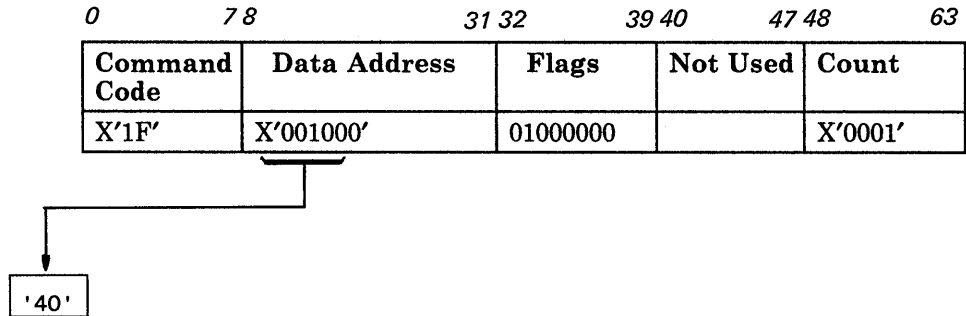 0 7 8 31 32 39 40 47 48 63
Command Code Data Address Flags Not Used Count
X'1F' X'001000' 01000000 X'0001'
'40'